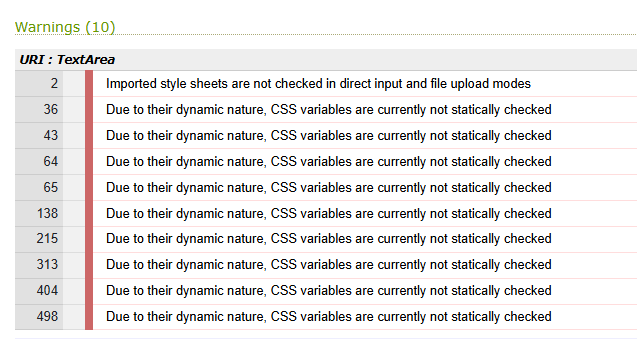 Warnings (10)
URI : TextArea
2 Imported style sheets are not checked in direct input and file upload modes
36 Due to their dynamic nature, CSS variables are currently not statically checked
43 Due to their dynamic nature, CSS variables are currently not statically checked
64 Due to their dynamic nature, CSS variables are currently not statically checked
65 Due to their dynamic nature, CSS variables are currently not statically checked
138 Due to their dynamic nature, CSS variables are currently not statically checked
215 Due to their dynamic nature, CSS variables are currently not statically checked
313 Due to their dynamic nature, CSS variables are currently not statically checked
404 Due to their dynamic nature, CSS variables are currently not statically checked
498 Due to their dynamic nature, CSS variables are currently not statically checked